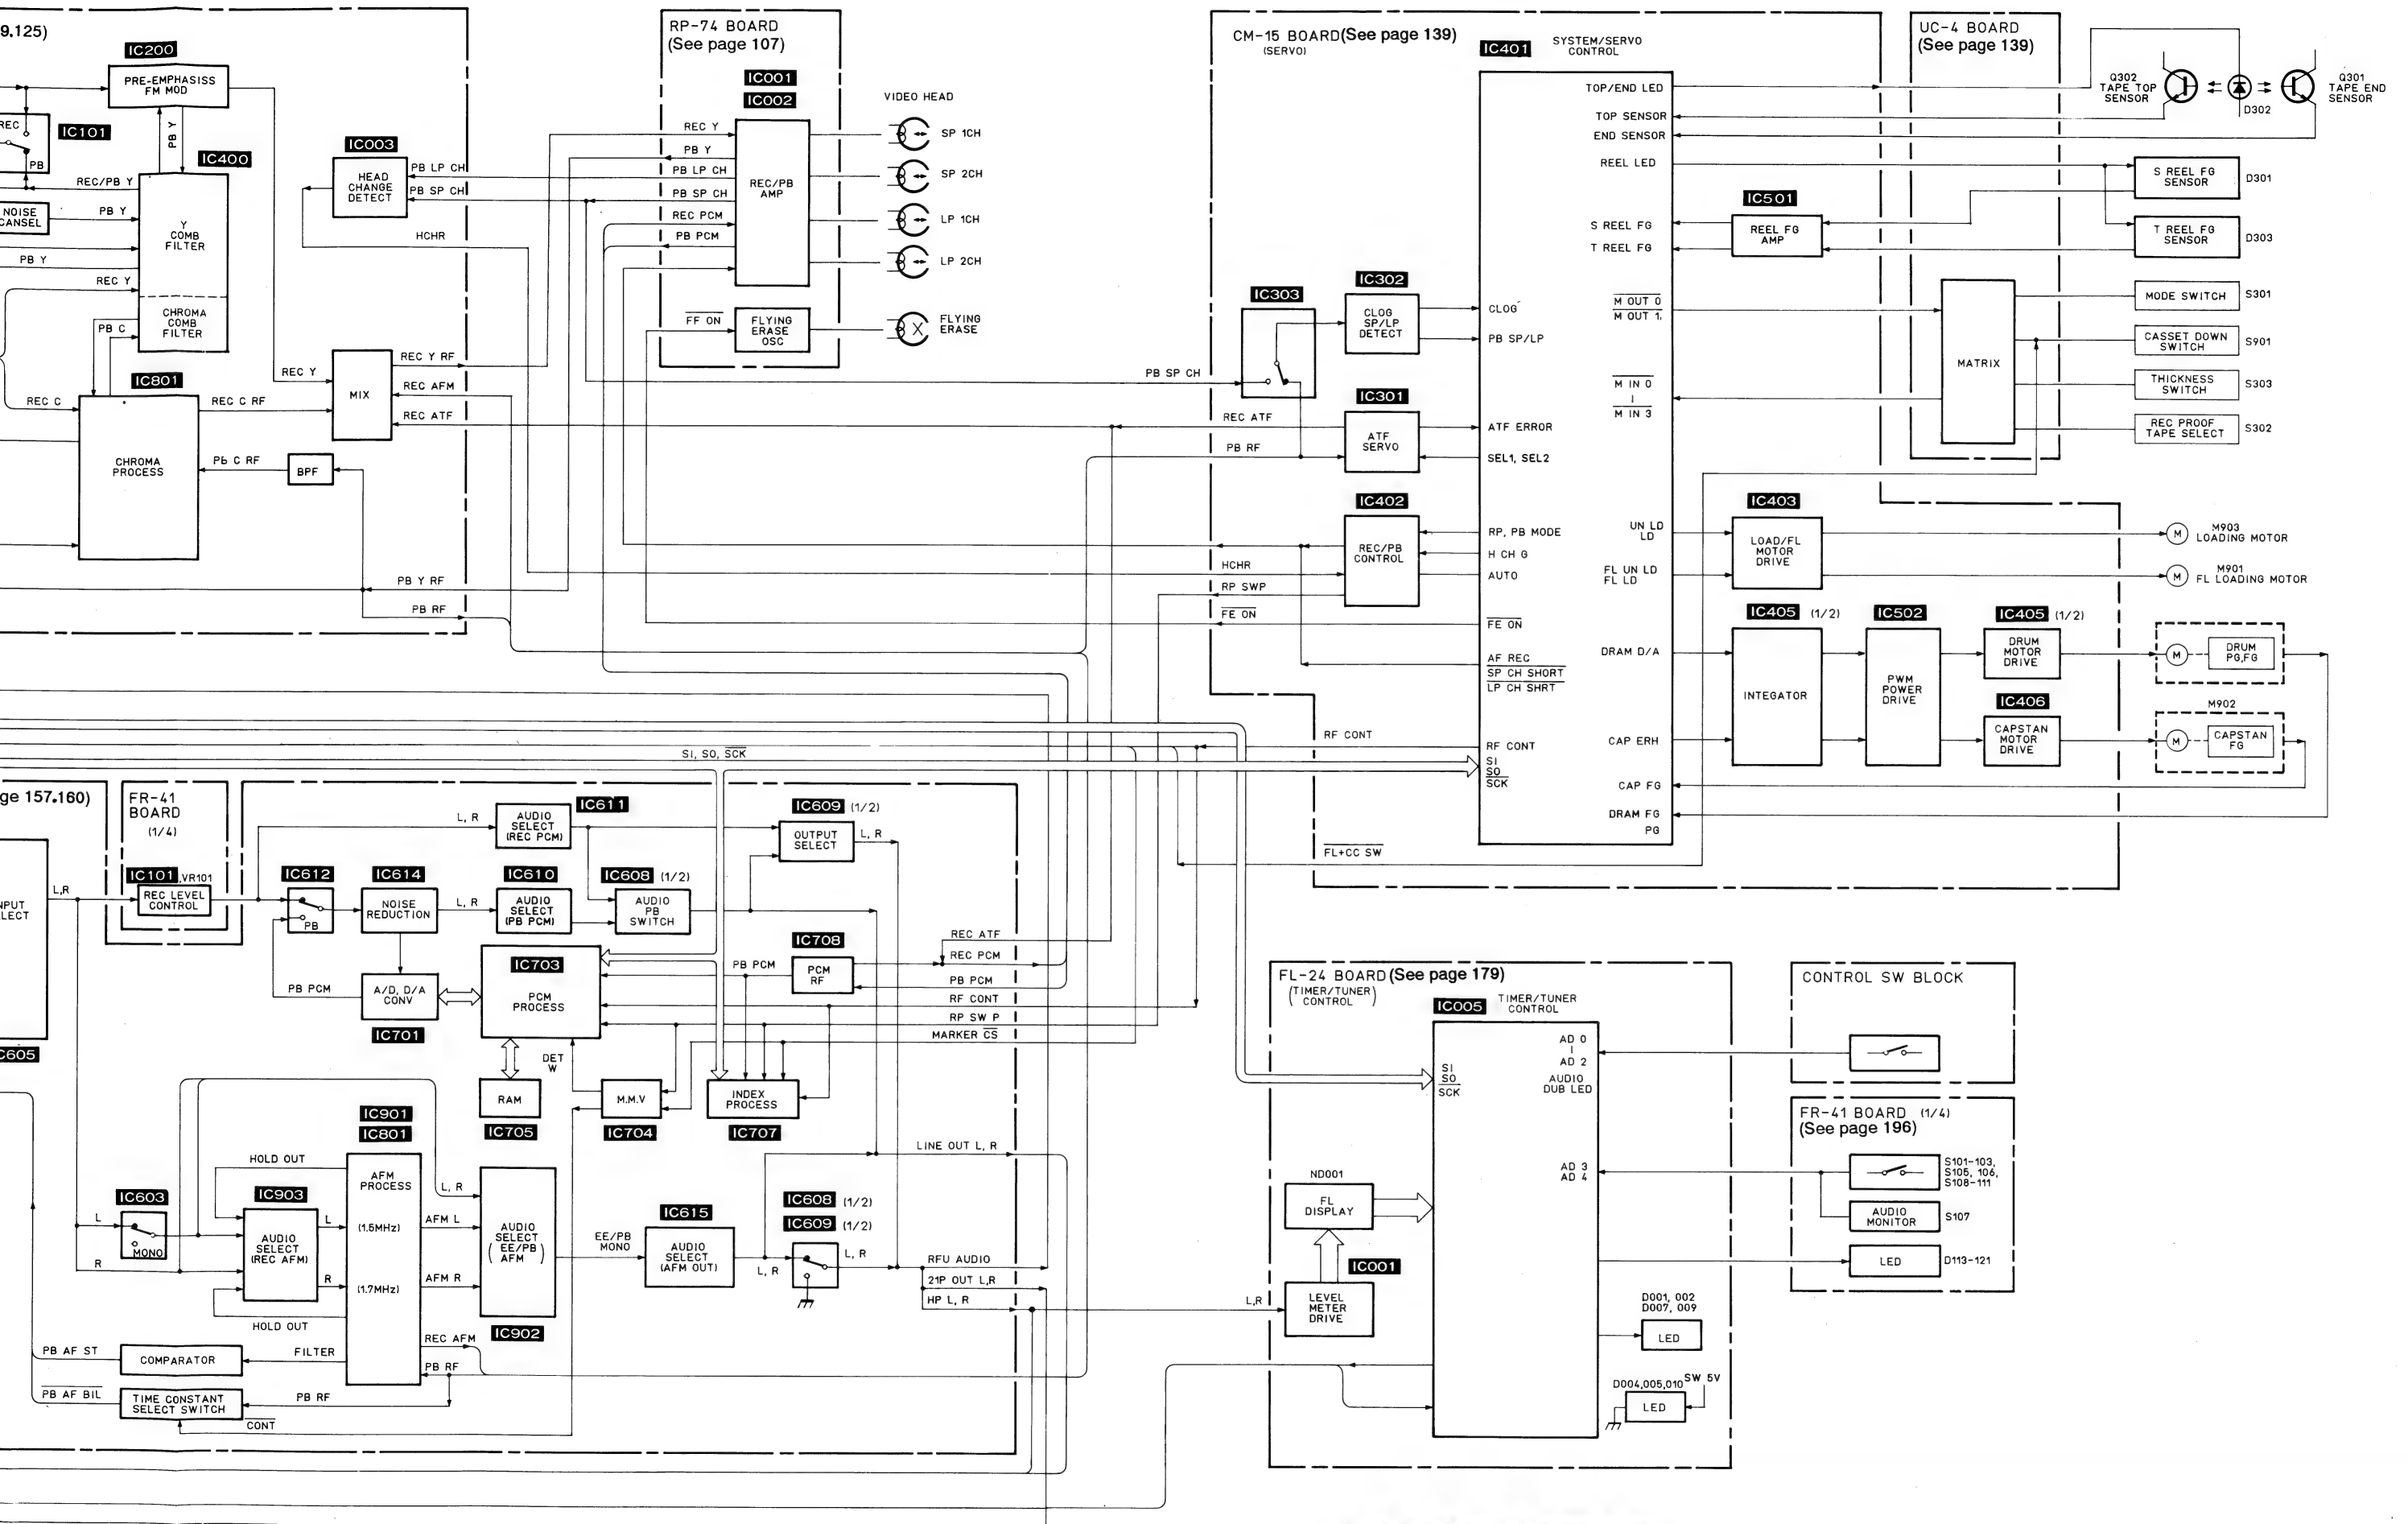 9.125)
IC200
PRE-EMPHASISS
FM MOD
REC
PB
IC101
PB Y
IC400
REC/PB Y
NOISE
CANSEL
PB Y
PB Y
REC Y
Y
COMB
FILTER
CHROMA
COMB
FILTER
PB C
IC801
REC C
CHROMA
PROCESS
REC C RF
Pb C RF
BPF
REC Y
MIX
REC Y RF
REC AFM
REC ATF
IC003
HEAD
CHANGE
DETECT
PB LP CH
PB SP CH
HCHR
PB Y RF
PB RF
RP-74 BOARD
(See page 107)
IC001
IC002
REC Y
PB Y
PB LP CH
PB SP CH
REC PCM
PB PCM
REC/PB
AMP
FF ON
FLYING
ERASE
OSC
VIDEO HEAD
SP 1CH
SP 2CH
LP 1CH
LP 2CH
FLYING
ERASE
CM-15 BOARD(See page 139)
(SERVO)
IC401
SYSTEM/SERVO
CONTROL
TOP/END LED
TOP SENSOR
END SENSOR
REEL LED
S REEL FG
T REEL FG
M OUT 0
M OUT 1.
M IN 0
I
M IN 3
UN LD
LD
FL UN LD
FL LD
DRAM D/A
CAP ERH
CAP FG
DRAM FG
PG
IC303
IC302
CLOG
SP/LP
DETECT
CLOG
PB SP/LP
PB SP CH
IC301
ATF
SERVO
REC ATF
PB RF
ATF ERROR
SEL1, SEL2
IC402
REC/PB
CONTROL
RP, PB MODE
H CH G
AUTO
HCHR
RP SWP
FE ON
FE ON
AF REC
SP CH SHORT
LP CH SHRT
RF CONT
RF CONT
SI
SO
SCK
FL+CC SW
IC501
REEL FG
AMP
UC-4 BOARD
(See page 139)
MATRIX
Q302
TAPE TOP
SENSOR
D302
Q301
TAPE END
SENSOR
S REEL FG
SENSOR
D301
T REEL FG
SENSOR
D303
MODE SWITCH
S301
CASSET DOWN
SWITCH
S901
THICKNESS
SWITCH
S303
REC PROOF
TAPE SELECT
S302
IC403
LOAD/FL
MOTOR
DRIVE
M
M903
LOADING MOTOR
M
M901
FL LOADING MOTOR
IC405 (1/2)
INTEGATOR
IC502
PWM
POWER
DRIVE
IC405 (1/2)
DRUM
MOTOR
DRIVE
M
DRUM
PG,FG
IC406
CAPSTAN
MOTOR
DRIVE
M902
M
CAPSTAN
FG
SI, SO, SCK
ge 157.160)
FR-41
BOARD
(1/4)
NPUT
LECT
C605
L,R
IC101,VR101
REC LEVEL
CONTROL
IC612
PB
IC614
NOISE
REDUCTION
L, R
IC611
AUDIO
SELECT
(REC PCM)
L, R
IC610
AUDIO
SELECT
(PB PCM)
IC608 (1/2)
AUDIO
PB
SWITCH
IC609 (1/2)
OUTPUT
SELECT
L, R
PB PCM
A/D, D/A
CONV
IC701
IC703
PCM
PROCESS
PB PCM
IC708
PCM
RF
REC ATF
REC PCM
PB PCM
RF CONT
RP SW P
MARKER CS
DET
W
RAM
IC705
M.M.V
IC704
INDEX
PROCESS
IC707
LINE OUT L, R
IC901
IC801
AFM
PROCESS
(1.5MHz)
(1.7MHz)
HOLD OUT
HOLD OUT
IC603
L
MONO
R
IC903
AUDIO
SELECT
(REC AFM)
L
R
L, R
AFM L
AFM R
AUDIO
SELECT
(EE/PB)
AFM
IC902
EE/PB
MONO
IC615
AUDIO
SELECT
(AFM OUT)
L, R
IC608 (1/2)
IC609 (1/2)
L, R
RFU AUDIO
21P OUT L,R
HP L, R
PB AF ST
COMPARATOR
FILTER
REC AFM
PB RF
PB AF BIL
TIME CONSTANT
SELECT SWITCH
PB RF
CONT
FL-24 BOARD(See page 179)
(TIMER/TUNER
CONTROL)
IC005
TIMER/TUNER
CONTROL
SI
SO
SCK
AD 0
I
AD 2
AUDIO
DUB LED
AD 3
AD 4
ND001
FL
DISPLAY
IC001
LEVEL
METER
DRIVE
L,R
D001, 002
D007, 009
LED
D004,005,010
SW 5V
LED
CONTROL SW BLOCK
FR-41 BOARD (1/4)
(See page 196)
S101-103,
S105, 106,
S108-111
AUDIO
MONITOR
S107
LED
D113-121